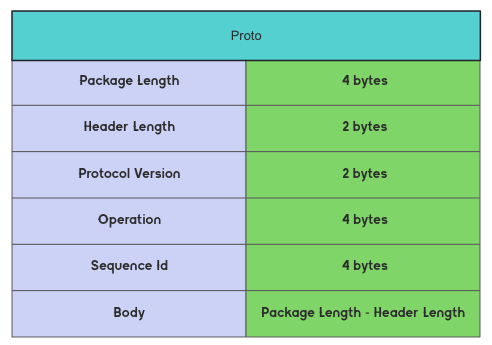 Proto
Package Length 4 bytes
Header Length 2 bytes
Protocol Version 2 bytes
Operation 4 bytes
Sequence Id 4 bytes
Body Package Length - Header Length